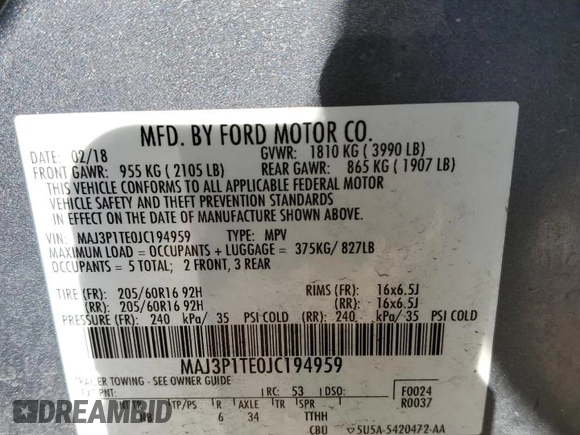 MFD. BY FORD MOTOR CO.
DATE: 02/18 GVWR: 1810 KG ( 3990 LB)
FRONT GAWR: 955 KG ( 2105 LB) REAR GAWR: 865 KG ( 1907 LB)
THIS VEHICLE CONFORMS TO ALL APPLICABLE FEDERAL MOTOR
VEHICLE SAFETY AND THEFT PREVENTION STANDARDS
IN EFFECT ON THE DATE OF MANUFACTURE SHOWN ABOVE.
VIN: MAJ3P1TE0JC194959 TYPE: MPV
MAXIMUM LOAD = OCCUPANTS + LUGGAGE = 375KG/ 827LB
OCCUPANTS = 5 TOTAL; 2 FRONT, 3 REAR
TIRE (FR): 205/60R16 92H RIMS (FR): 16x6.5J
(RR): 205/60R16 92H (RR): 16x6.5J
PRESSURE (FR): 240 kPa/ 35 PSI COLD (RR): 240 kPa/ 35 PSI COLD
MAJ3P1TE0JC194959
TRAILER TOWING - SEE OWNER GUIDE
PNT: RC: 53 DSO: F0024
R0037
TP/PS R AXLE TR SPR
6 34 TTHH
CBU 5U5A-5420472-AA
DREAMBID